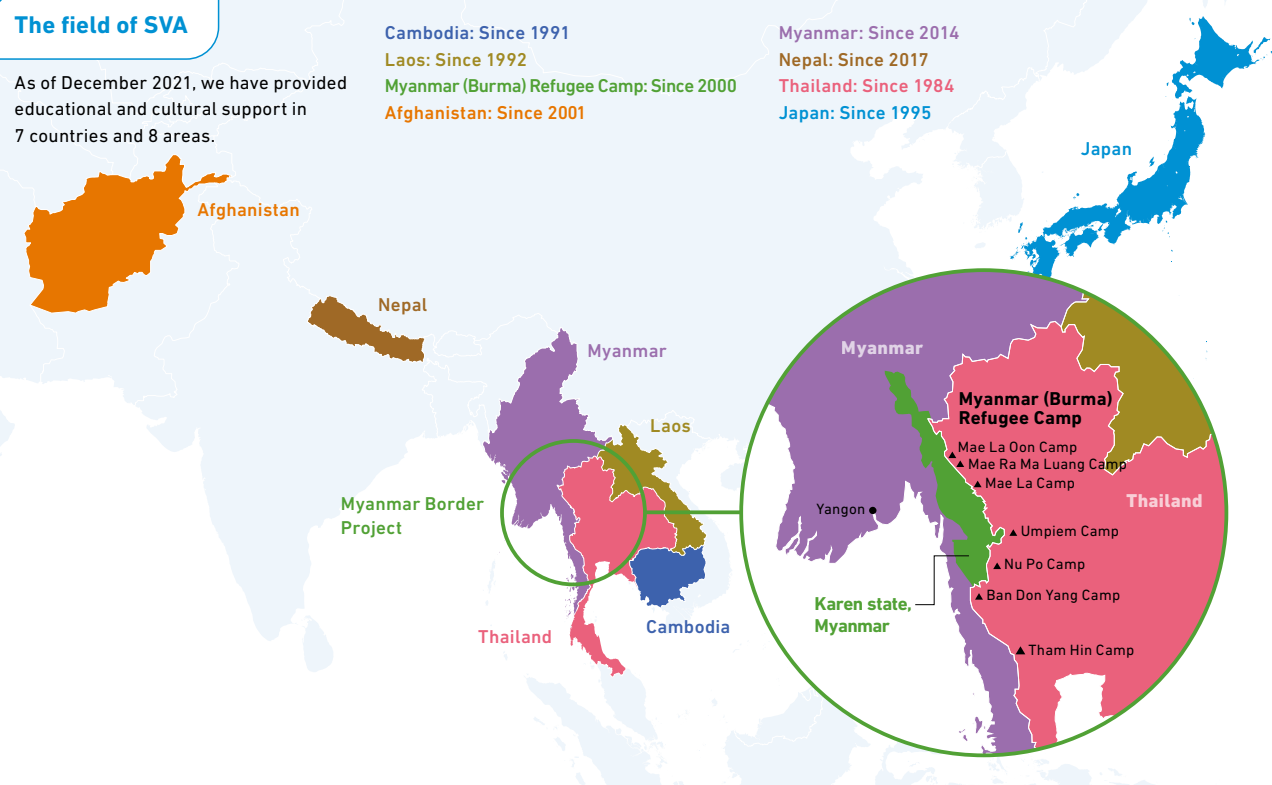 The field of SVA
As of December 2021, we have provided
educational and cultural support in
7 countries and 8 areas.
Cambodia: Since 1991
Laos: Since 1992
Myanmar (Burma) Refugee Camp: Since 2000
Afghanistan: Since 2001
Myanmar: Since 2014
Nepal: Since 2017
Thailand: Since 1984
Japan: Since 1995
Japan
Afghanistan
Nepal
Myanmar
Laos
Myanmar Border
Project
Thailand
Cambodia
Myanmar
Myanmar (Burma)
Refugee Camp
Mae La Oon Camp
Mae Ra Ma Luang Camp
Mae La Camp
Thailand
Yangon
Umpiem Camp
Nu Po Camp
Ban Don Yang Camp
Karen state,
Myanmar
Tham Hin Camp